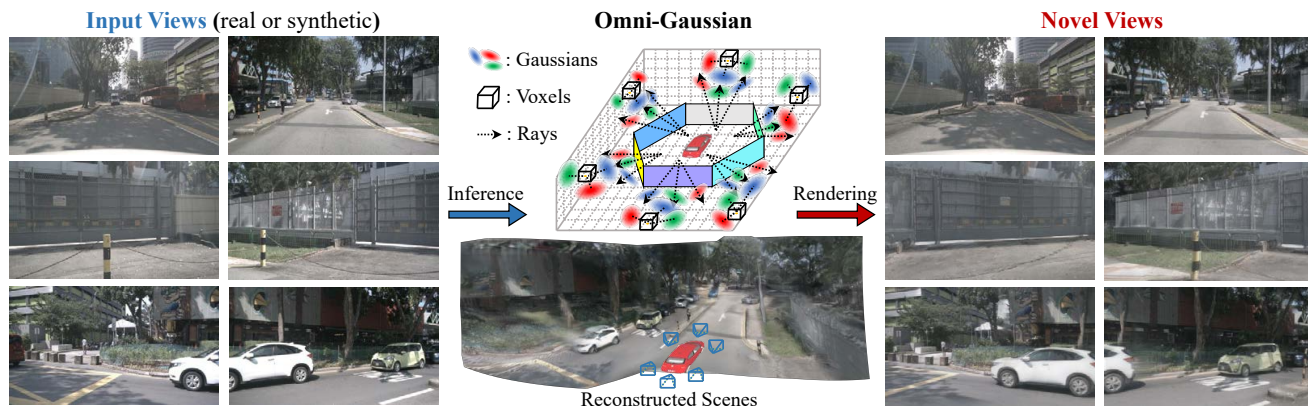 Input Views (real or synthetic)
Omni-Gaussian
Novel Views
: Gaussians
: Voxels
: Rays
Inference
Rendering
Reconstructed Scenes